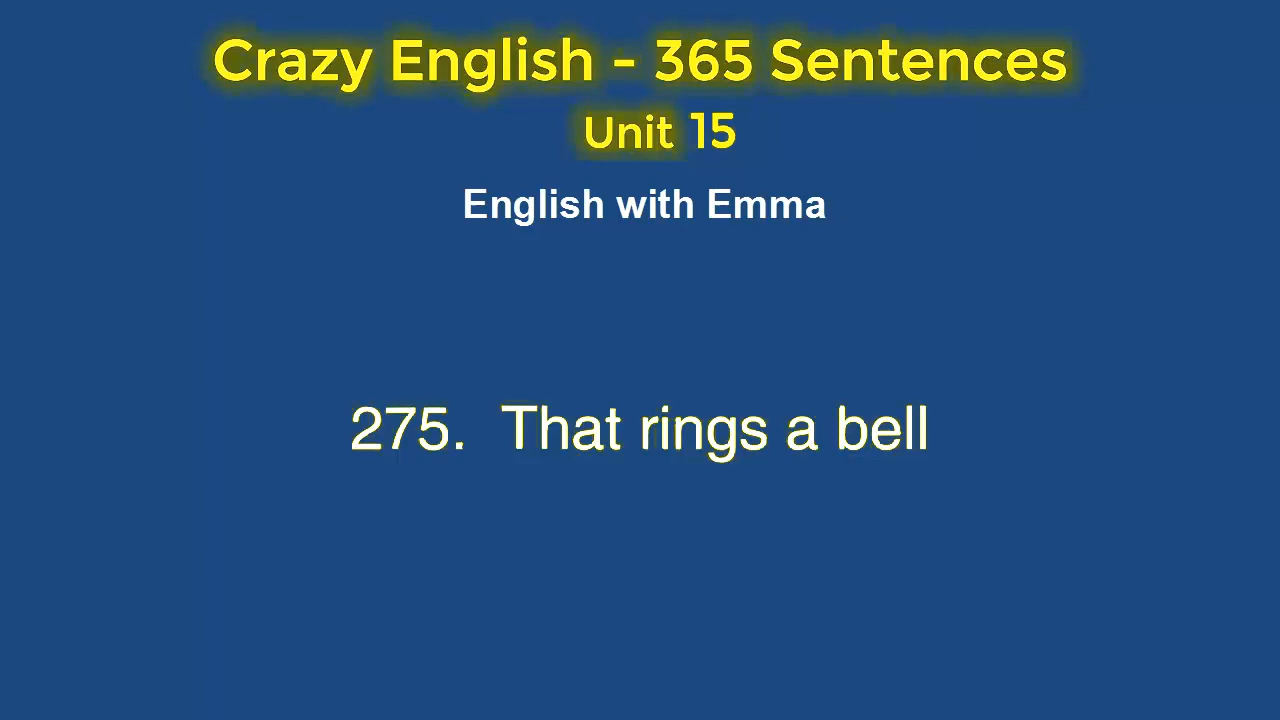 Crazy English - 365 Sentences
Unit 15
English with Emma
275. That rings a bell